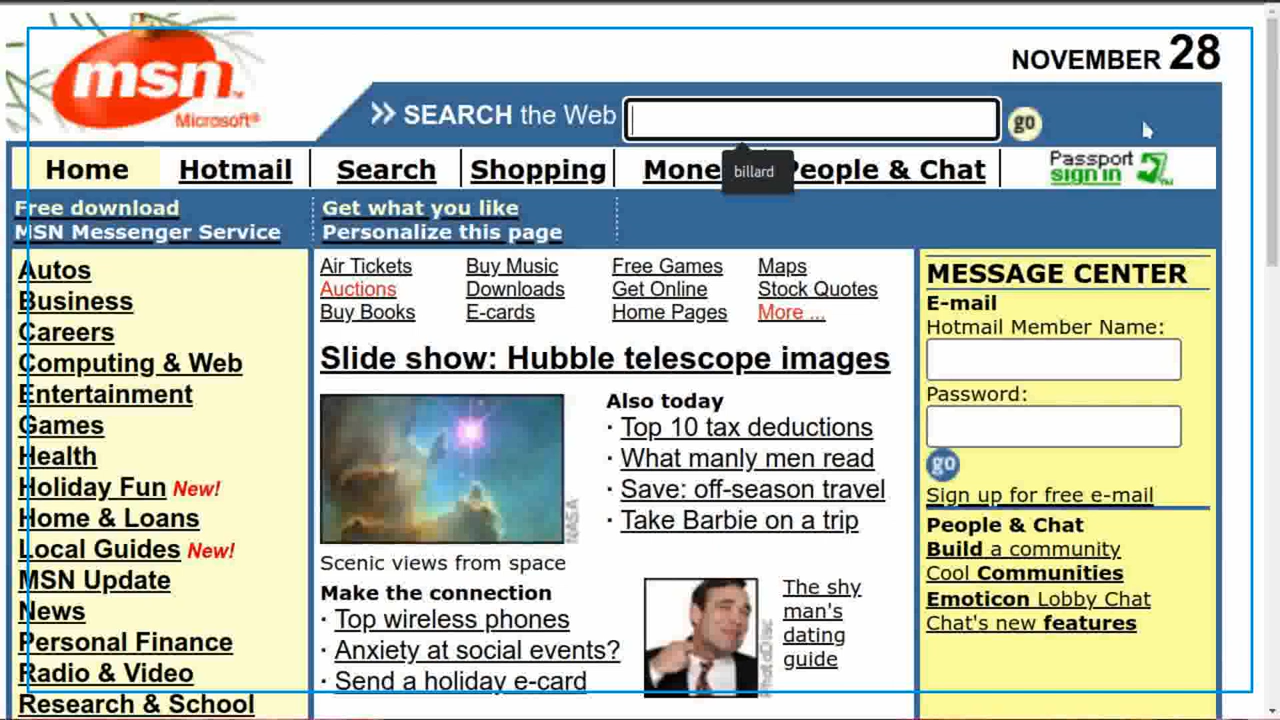 msn
Microsoft®
NOVEMBER 28
SEARCH the Web
go
billard
Home
Hotmail
Search
Shopping
People & Chat
Passport
sign in
Free download
MSN Messenger Service
Get what you like
Personalize this page
Autos
Business
Careers
Computing & Web
Entertainment
Games
Health
Holiday Fun New!
Home & Loans
Local Guides New!
MSN Update
News
Personal Finance
Radio & Video
Research & School
Air Tickets Buy Music Free Games Maps
Auctions Downloads Get Online Stock Quotes
Buy Books E-cards Home Pages More ...
Slide show: Hubble telescope images
NASA
Scenic views from space
Also today
· Top 10 tax deductions
· What manly men read
· Save: off-season travel
· Take Barbie on a trip
Make the connection
· Top wireless phones
· Anxiety at social events?
· Send a holiday e-card
PhotoDisc
The shy
man's
dating
guide
MESSAGE CENTER
E-mail
Hotmail Member Name:
Password:
go
Sign up for free e-mail
People & Chat
Build a community
Cool Communities
Emoticon Lobby Chat
Chat's new features